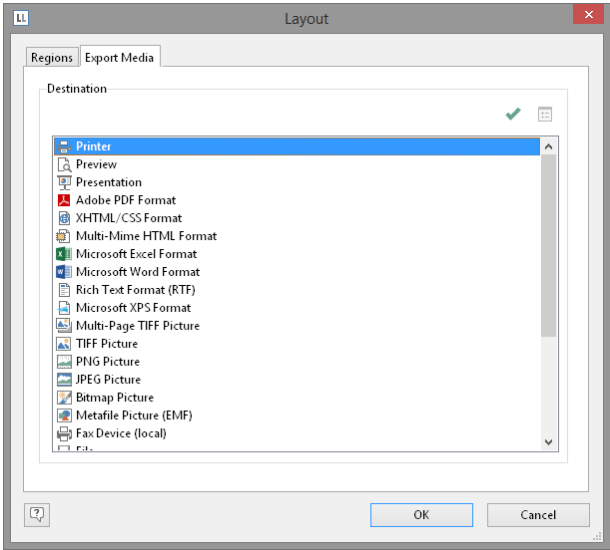 LL Layout
Regions Export Media
Destination
Printer
Preview
Presentation
Adobe PDF Format
XHTML/CSS Format
Multi-Mime HTML Format
Microsoft Excel Format
Microsoft Word Format
Rich Text Format (RTF)
Microsoft XPS Format
Multi-Page TIFF Picture
TIFF Picture
PNG Picture
JPEG Picture
Bitmap Picture
Metafile Picture (EMF)
Fax Device (local)
OK Cancel